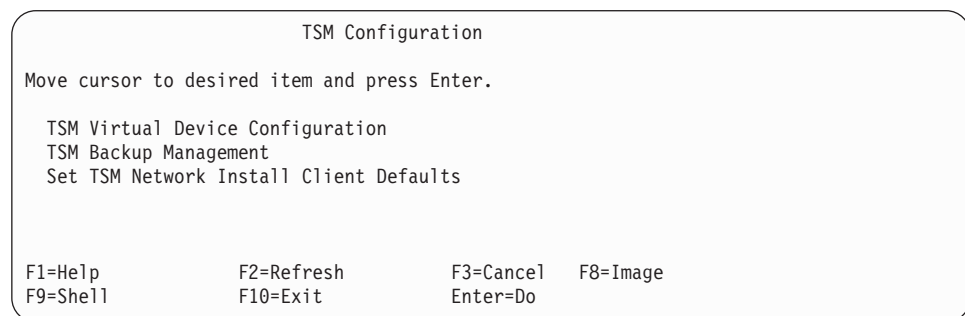 TSM Configuration
Move cursor to desired item and press Enter.
TSM Virtual Device Configuration
TSM Backup Management
Set TSM Network Install Client Defaults
F1=Help F2=Refresh F3=Cancel F8=Image
F9=Shell F10=Exit Enter=Do